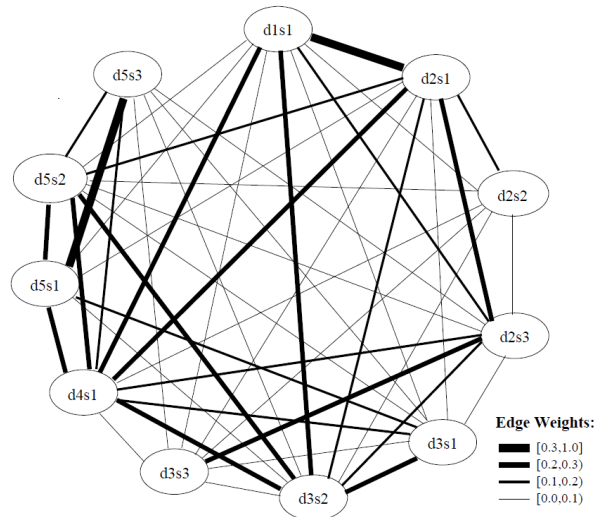 d1s1
d5s3
d2s1
d5s2
d2s2
d5s1
d2s3
d4s1
d3s1
d3s3
d3s2
Edge Weights:
[0.3,1.0]
[0.2,0.3)
[0.1,0.2)
[0.0,0.1)